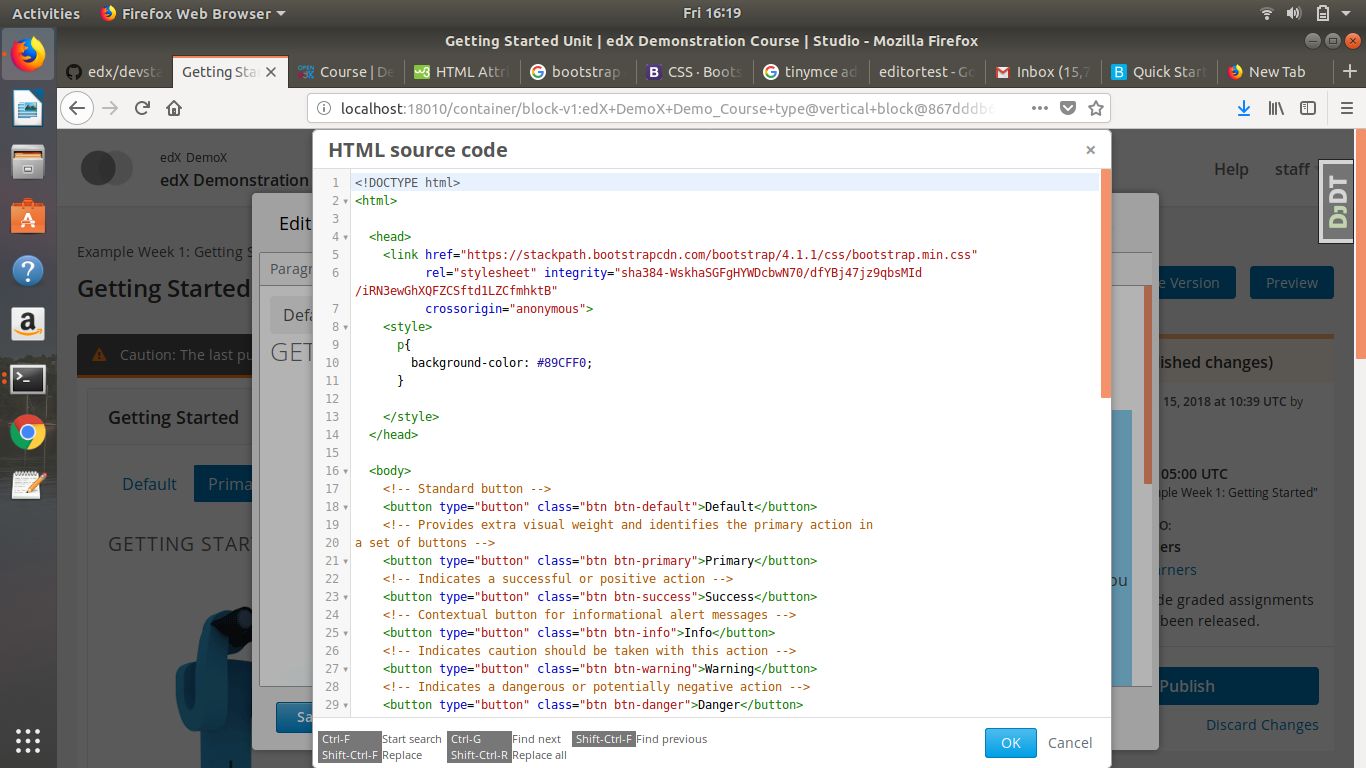 Activities Firefox Web Browser Fri 16:19
Getting Started Unit | edX Demonstration Course | Studio - Mozilla Firefox
edx/devsta Getting Star Course | De HTML Attri bootstrap CSS · Boots tinymce ad editortest - Go Inbox (15,7 Quick Start New Tab
localhost:18010/container/block-v1:edX+DemoX+Demo_Course+type@vertical+block@867dddb
edX DemoX
edX Demonstration
Help staff
DJDT
Example Week 1: Getting S
Getting Started
e Version Preview
Caution: The last pu
Getting Started
Default Prima
GETTING STAR
Edit
Paragr
Defa
GET
Sa
ished changes)
15, 2018 at 10:39 UTC by
05:00 UTC
ple Week 1: Getting Started"
O:
ers
arners
de graded assignments
been released.
ou
Publish
Discard Changes
HTML source code ×
1 <!DOCTYPE html>
2 <html>
3
4 <head>
5 <link href="https://stackpath.bootstrapcdn.com/bootstrap/4.1.1/css/bootstrap.min.css"
6 rel="stylesheet" integrity="sha384-WskhaSGFgHYWDcbwN70/dfYBj47jz9qbsMId
/iRN3ewGhXQFZCSftd1LZCfmhktB"
7 crossorigin="anonymous">
8 <style>
9 p{
10 background-color: #89CFF0;
11 }
12
13 </style>
14 </head>
15
16 <body>
17 <!-- Standard button -->
18 <button type="button" class="btn btn-default">Default</button>
19 <!-- Provides extra visual weight and identifies the primary action in
20 a set of buttons -->
21 <button type="button" class="btn btn-primary">Primary</button>
22 <!-- Indicates a successful or positive action -->
23 <button type="button" class="btn btn-success">Success</button>
24 <!-- Contextual button for informational alert messages -->
25 <button type="button" class="btn btn-info">Info</button>
26 <!-- Indicates caution should be taken with this action -->
27 <button type="button" class="btn btn-warning">Warning</button>
28 <!-- Indicates a dangerous or potentially negative action -->
29 <button type="button" class="btn btn-danger">Danger</button>
Ctrl-F Start search Ctrl-G Find next Shift-Ctrl-F Find previous
Shift-Ctrl-F Replace Shift-Ctrl-R Replace all
OK Cancel